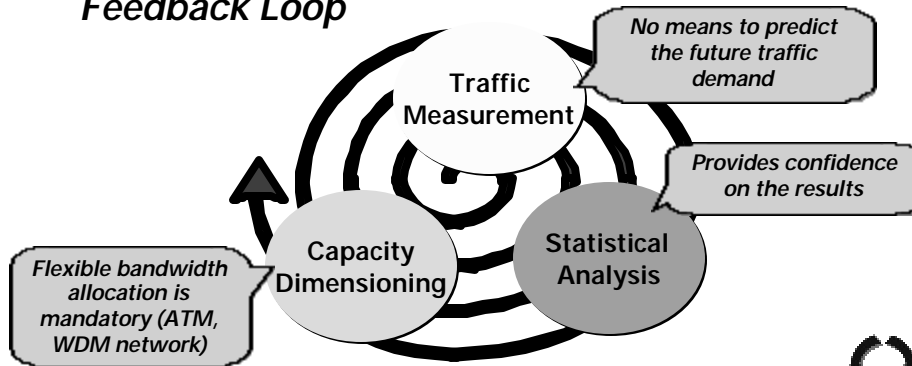 Feedback Loop
No means to predict
the future traffic
demand
Traffic
Measurement
Provides confidence
on the results
Statistical
Analysis
Capacity
Dimensioning
Flexible bandwidth
allocation is
mandatory (ATM,
WDM network)